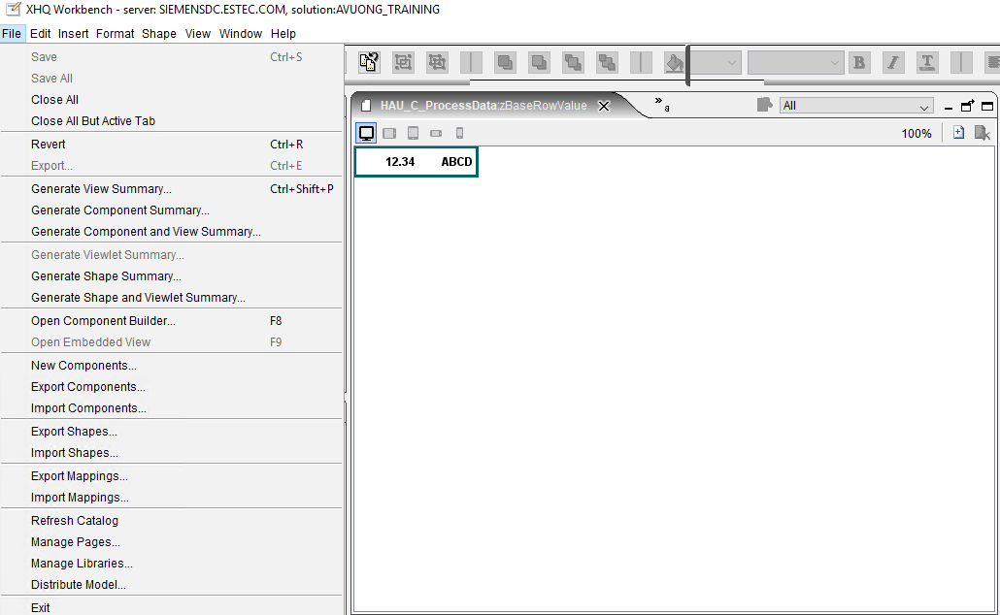 XHQ Workbench - server: SIEMENSDC.ESTEC.COM, solution:AVUONG_TRAINING
File Edit Insert Format Shape View Window Help
Save Ctrl+S
Save All
Close All
Close All But Active Tab
Revert Ctrl+R
Export... Ctrl+E
Generate View Summary... Ctrl+Shift+P
Generate Component Summary...
Generate Component and View Summary...
Generate Viewlet Summary...
Generate Shape Summary...
Generate Shape and Viewlet Summary...
Open Component Builder... F8
Open Embedded View F9
New Components...
Export Components...
Import Components...
Export Shapes...
Import Shapes...
Export Mappings...
Import Mappings...
Refresh Catalog
Manage Pages...
Manage Libraries...
Distribute Model...
Exit
B I T
HAU_C_ProcessData:zBaseRowValue » 8 All
100%
12.34 ABCD